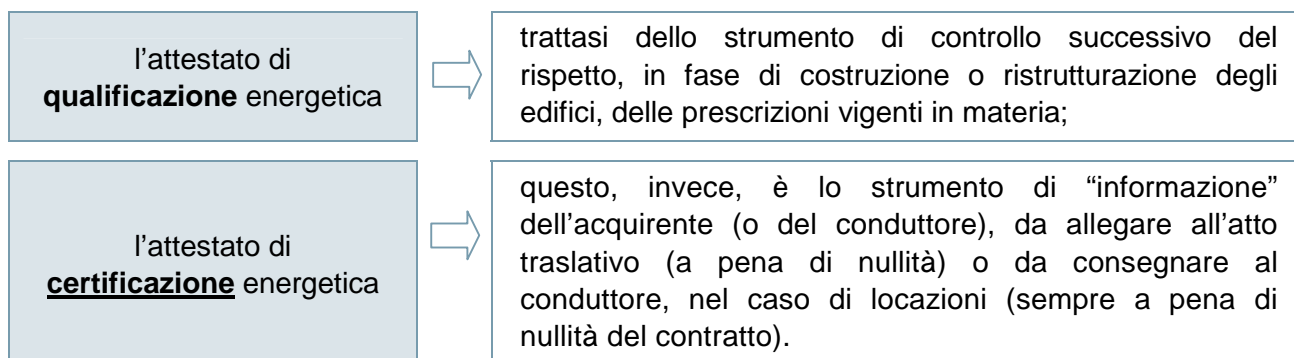 l’attestato di
qualificazione energetica
trattasi dello strumento di controllo successivo del
rispetto, in fase di costruzione o ristrutturazione degli
edifici, delle prescrizioni vigenti in materia;
l’attestato di
certificazione energetica
questo, invece, è lo strumento di “informazione”
dell’acquirente (o del conduttore), da allegare all’atto
traslativo (a pena di nullità) o da consegnare al
conduttore, nel caso di locazioni (sempre a pena di
nullità del contratto).